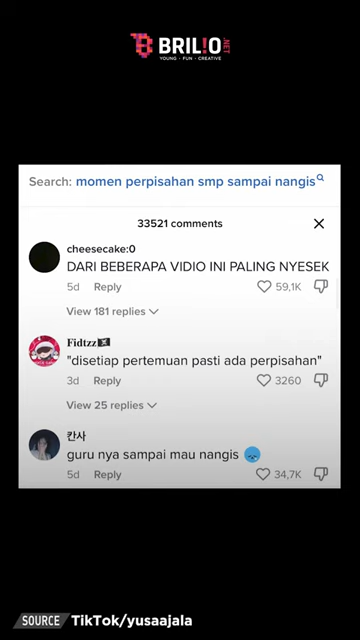 BRIL!O.NET
YOUNG • FUN • CREATIVE
Search: momen perpisahan smp sampai nangis
33521 comments
cheesecake:0
DARI BEBERAPA VIDIO INI PALING NYESEK
5d Reply 59,1K
View 181 replies
Fidtzz
"disetiap pertemuan pasti ada perpisahan"
3d Reply 3260
View 25 replies
칸사
guru nya sampai mau nangis
5d Reply 34,7K
SOURCE TikTok/yusaajala